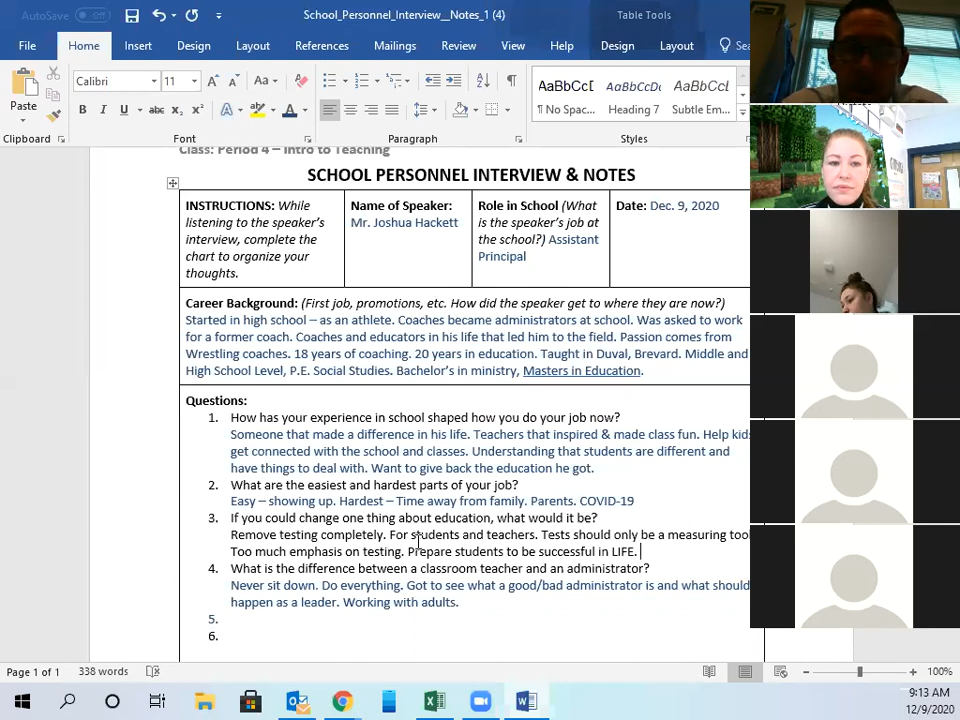 AutoSave Off School_Personnel_Interview__Notes_1 (4) Table Tools
File Home Insert Design Layout References Mailings Review View Help Design Layout Sea
Paste Calibri 11 AaBbCcD AaBbCcDc AaBbCcD
¶ No Spac... Heading 7 Subtle Em...
Clipboard Font Paragraph Styles
Class: Period 4 – Intro to Teaching
SCHOOL PERSONNEL INTERVIEW & NOTES
INSTRUCTIONS: While listening to the speaker's interview, complete the chart to organize your thoughts.
Name of Speaker: Mr. Joshua Hackett
Role in School (What is the speaker's job at the school?) Assistant Principal
Date: Dec. 9, 2020
Career Background: (First job, promotions, etc. How did the speaker get to where they are now?)
Started in high school – as an athlete. Coaches became administrators at school. Was asked to work
for a former coach. Coaches and educators in his life that led him to the field. Passion comes from
Wrestling coaches. 18 years of coaching. 20 years in education. Taught in Duval, Brevard. Middle and
High School Level, P.E. Social Studies. Bachelor's in ministry, Masters in Education.
Questions:
1. How has your experience in school shaped how you do your job now?
Someone that made a difference in his life. Teachers that inspired & made class fun. Help kids
get connected with the school and classes. Understanding that students are different and
have things to deal with. Want to give back the education he got.
2. What are the easiest and hardest parts of your job?
Easy – showing up. Hardest – Time away from family. Parents. COVID-19
3. If you could change one thing about education, what would it be?
Remove testing completely. For students and teachers. Tests should only be a measuring tool
Too much emphasis on testing. Prepare students to be successful in LIFE.
4. What is the difference between a classroom teacher and an administrator?
Never sit down. Do everything. Got to see what a good/bad administrator is and what should
happen as a leader. Working with adults.
5.
6.
Page 1 of 1 338 words 100%
9:13 AM
12/9/2020